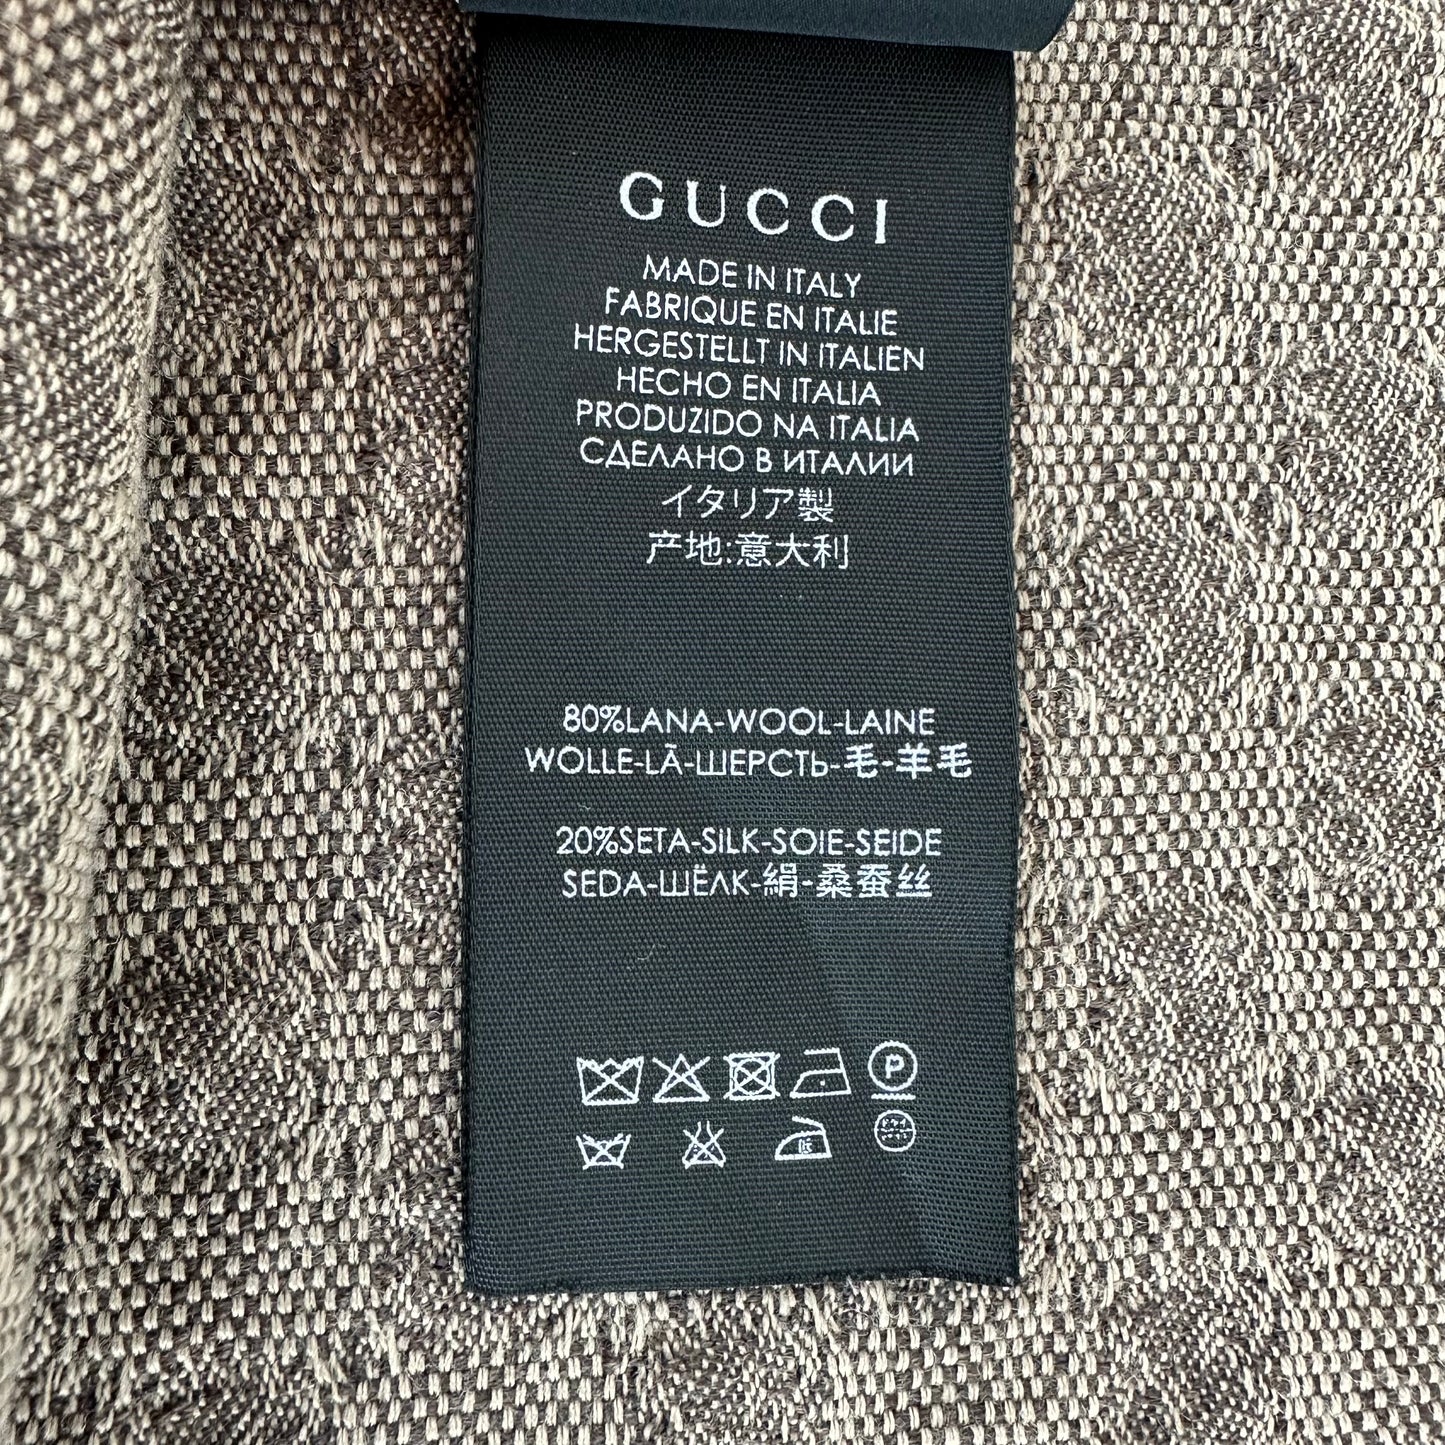 GUCCI
MADE IN ITALY
FABRIQUE EN ITALIE
HERGESTELLT IN ITALIEN
HECHO EN ITALIA
PRODUZIDO NA ITALIA
СДЕЛАНО В ИТАЛИИ
イタリア製
产地:意大利
80%LANA-WOOL-LAINE
WOLLE-LÃ-ШЕРСТЬ-毛-羊毛
20%SETA-SILK-SOIE-SEIDE
SEDA-ШЁЛК-絹-桑蚕丝
P